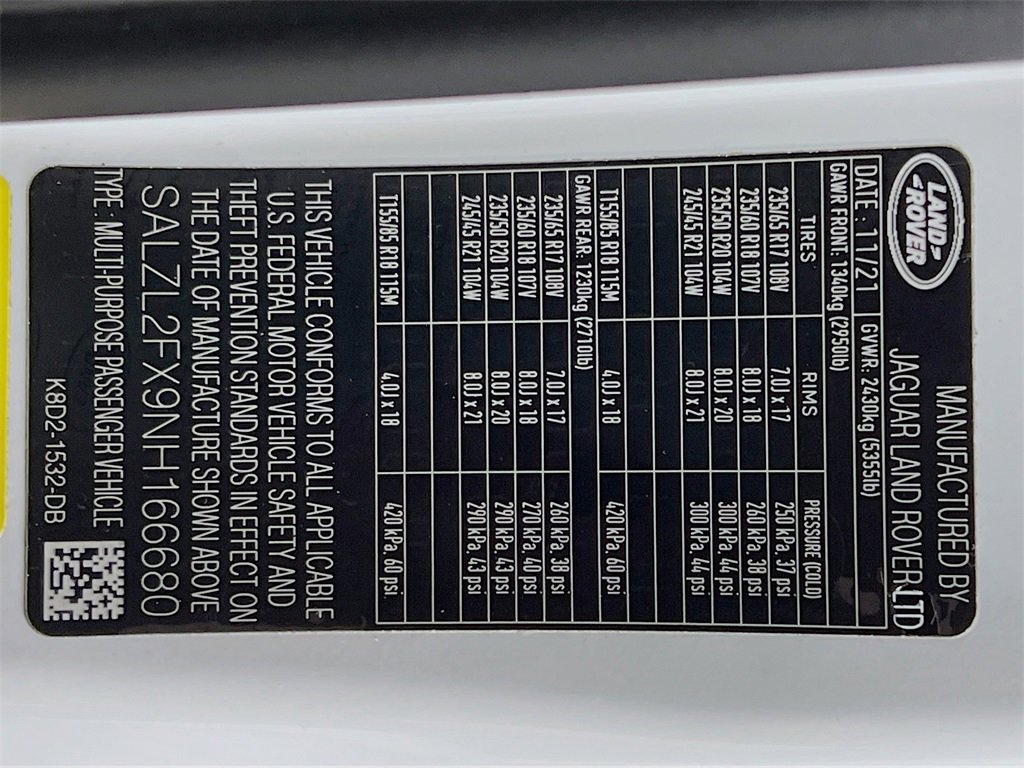 LAND-
-ROVER
MANUFACTURED BY
JAGUAR LAND ROVER LTD
DATE: 11/21 GVWR: 2430kg (5355lb)
GAWR FRONT: 1340kg (2950lb)
TIRES RIMS PRESSURE(COLD)
235/65 R17 108V 7.0J x 17 250 KPA, 37 psi
235/60 R18 107V 8.0J x 18 260 KPA, 38 psi
235/50 R20 104W 8.0J x 20 300 KPA, 44 psi
245/45 R21 104W 8.0J x 21 300 KPA, 44 psi
T155/85 R18 115M 4.0J x 18 420 KPA, 60 psi
GAWR REAR: 1230kg (2710lb)
235/65 R17 108V 7.0J x 17 260 KPA, 38 psi
235/60 R18 107V 8.0J x 18 270 KPA, 40 psi
235/50 R20 104W 8.0J x 20 290 KPA, 43 psi
245/45 R21 104W 8.0J x 21 290 KPA, 43 psi
T155/85 R18 115M 4.0J x 18 420 KPA, 60 psi
THIS VEHICLE CONFORMS TO ALL APPLICABLE
U.S. FEDERAL MOTOR VEHICLE SAFETY AND
THEFT PREVENTION STANDARDS IN EFFECT ON
THE DATE OF MANUFACTURE SHOWN ABOVE
SALZL2FX9NH166680
TYPE: MULTI-PURPOSE PASSENGER VEHICLE
K8D2-1532-DB